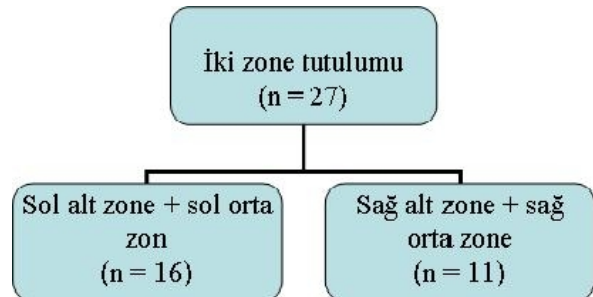 İki zone tutulumu
(n = 27)
Sol alt zone + sol orta
zon
(n = 16)
Sağ alt zone + sağ
orta zone
(n = 11)